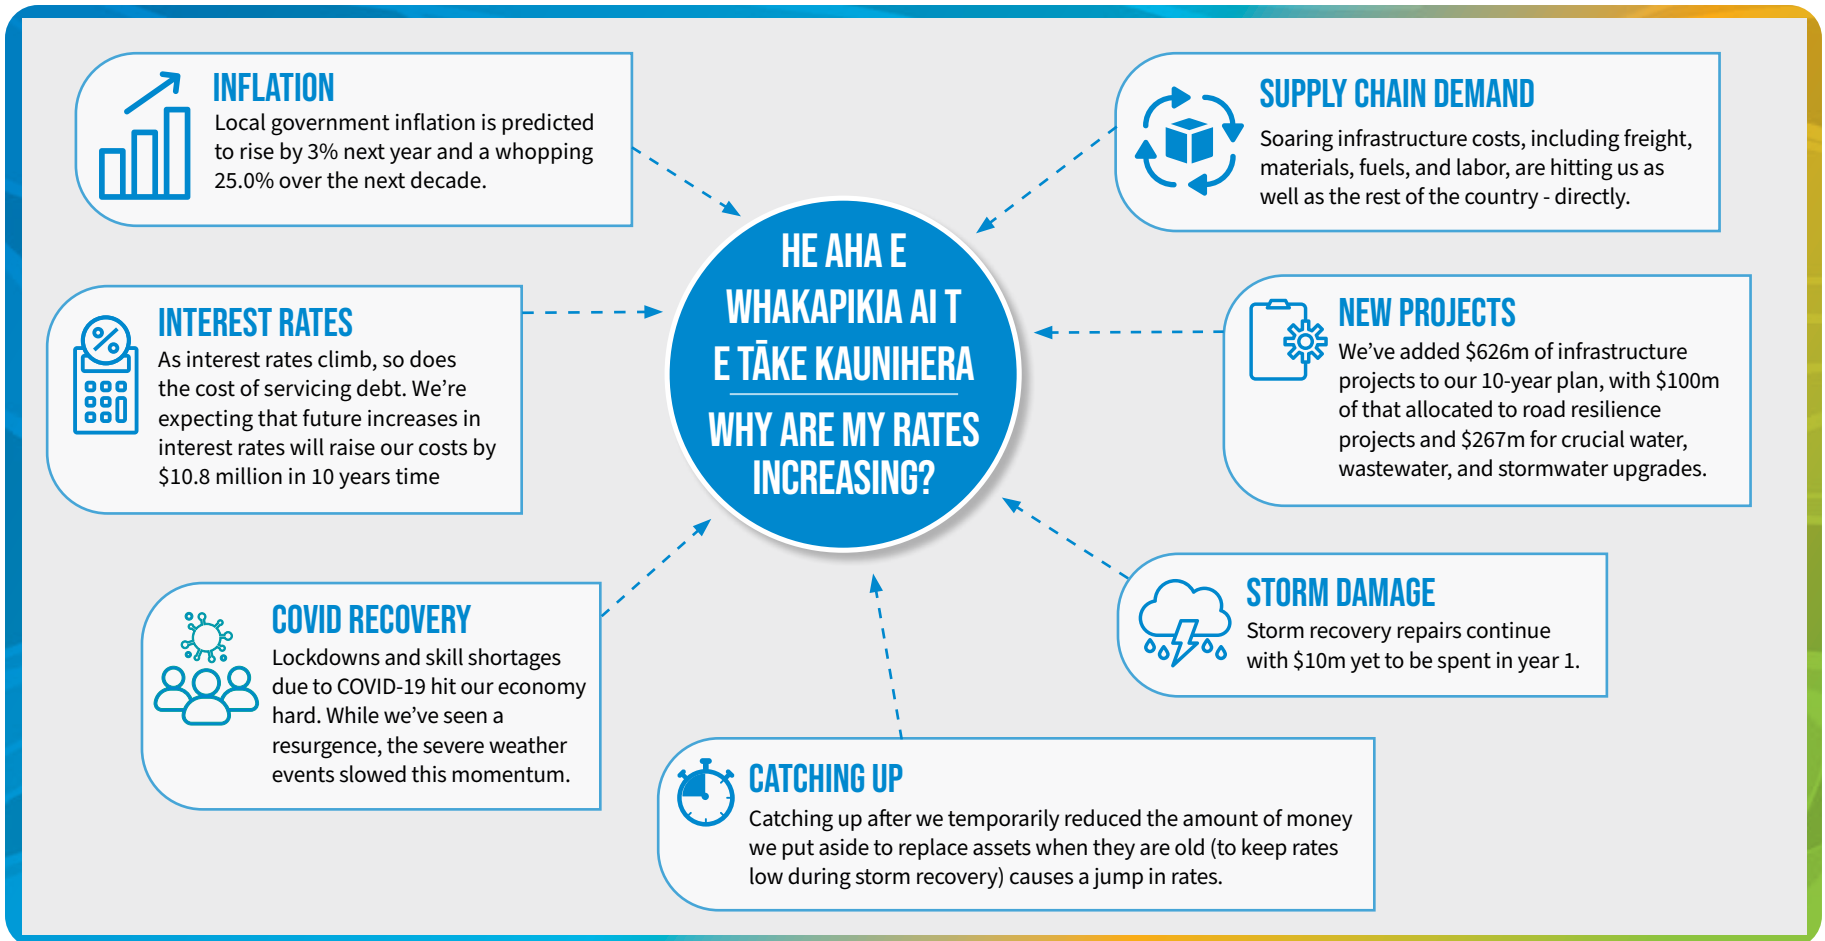 INFLATION
Local government inflation is predicted
to rise by 3% next year and a whopping
25.0% over the next decade.
SUPPLY CHAIN DEMAND
Soaring infrastructure costs, including freight,
materials, fuels, and labor, are hitting us as
well as the rest of the country - directly.
HE AHA E
WHAKAPIKIA AI T
E TĀKE KAUNIHERA
WHY ARE MY RATES
INCREASING?
INTEREST RATES
As interest rates climb, so does
the cost of servicing debt. We're
expecting that future increases in
interest rates will raise our costs by
$10.8 million in 10 years time
NEW PROJECTS
We've added $626m of infrastructure
projects to our 10-year plan, with $100m
of that allocated to road resilience
projects and $267m for crucial water,
wastewater, and stormwater upgrades.
COVID RECOVERY
Lockdowns and skill shortages
due to COVID-19 hit our economy
hard. While we've seen a
resurgence, the severe weather
events slowed this momentum.
STORM DAMAGE
Storm recovery repairs continue
with $10m yet to be spent in year 1.
CATCHING UP
Catching up after we temporarily reduced the amount of money
we put aside to replace assets when they are old (to keep rates
low during storm recovery) causes a jump in rates.